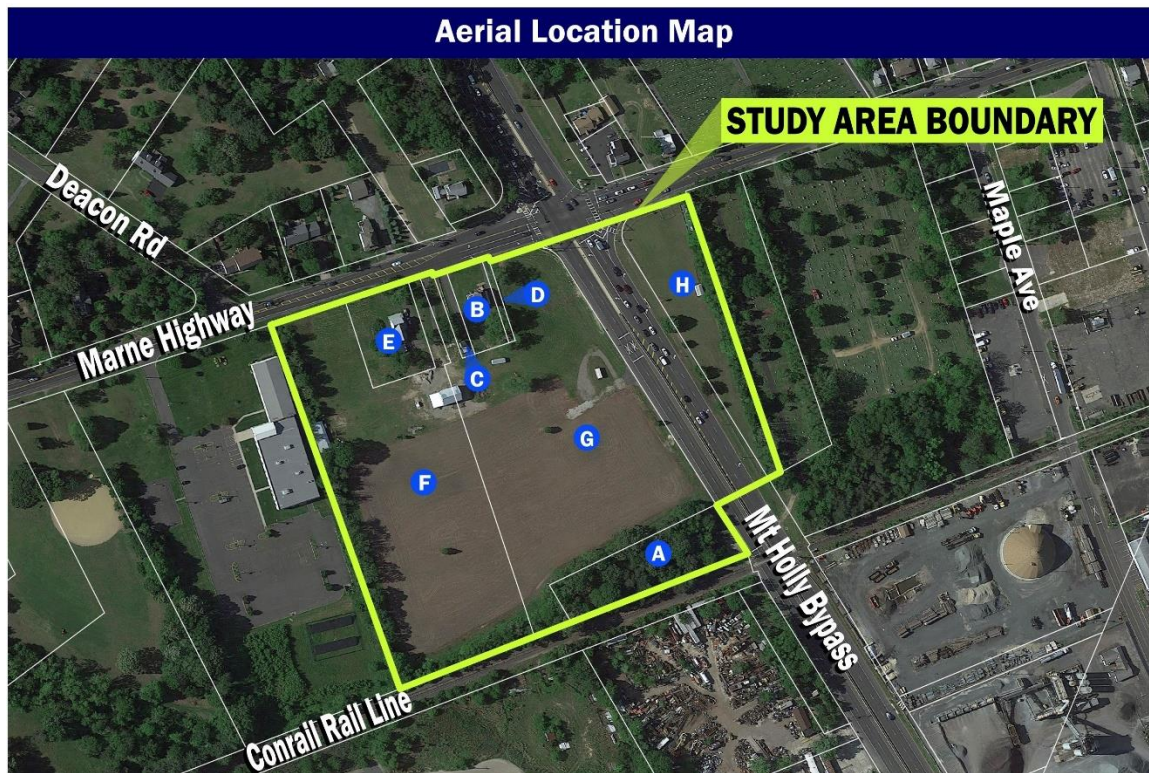 Aerial Location Map
STUDY AREA BOUNDARY
Deacon Rd
Maple Ave
Marne Highway
H
B
D
E
C
G
F
A
Mt Holly Bypass
Conrail Rail Line